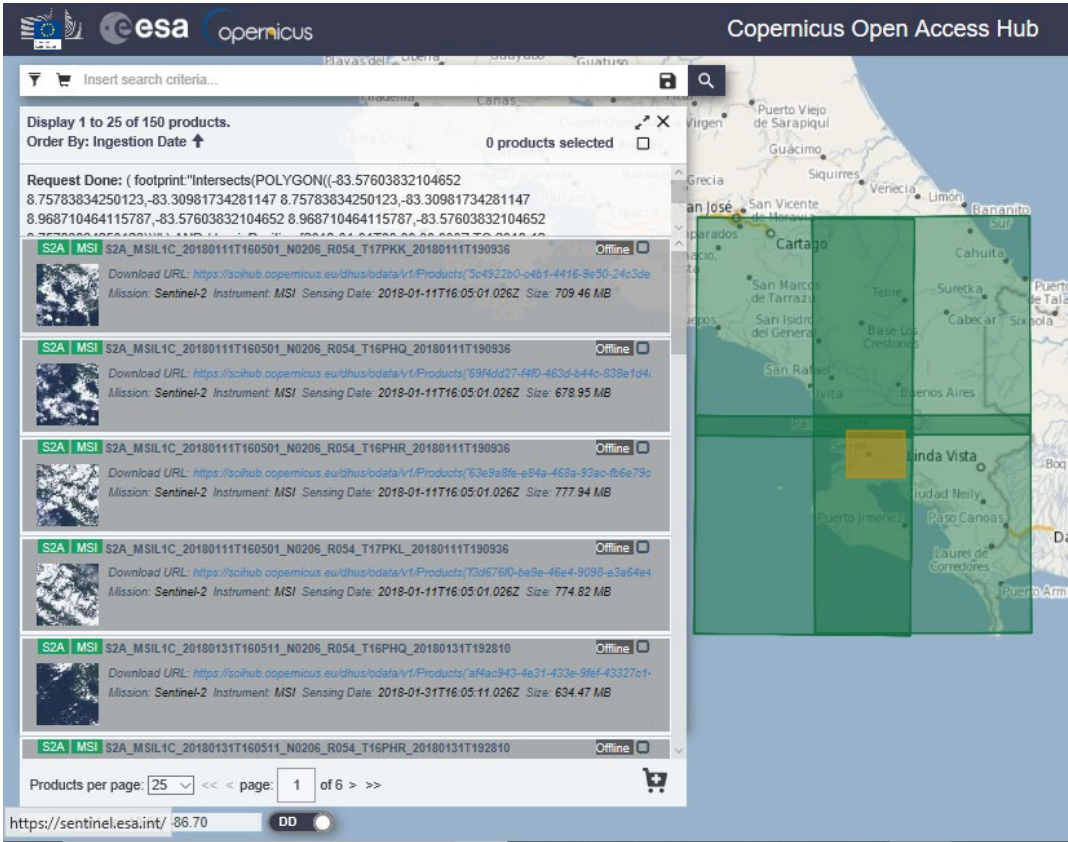 esa
opernicus
Copernicus Open Access Hub
Insert search criteria...
Display 1 to 25 of 150 products.
Order By: Ingestion Date
0 products selected
Request Done: ( footprint:"Intersects(POLYGON((-83.57603832104652
8.75783834250123,-83.30981734281147 8.75783834250123,-83.30981734281147
8.968710464115787,-83.57603832104652 8.968710464115787,-83.57603832104652
S2A MSI S2A_MSIL1C_20180111T160501_N0206_R054_T17PKK_20180111T190936 Offline
Download URL: https://scihub.copernicus.eu/dhus/odata/v1/Products('5c4922b0-c4b1-4416-9e50-24c3de
Mission: Sentinel-2 Instrument: MSI Sensing Date: 2018-01-11T16:05:01.026Z Size: 709.46 MB
S2A MSI S2A_MSIL1C_20180111T160501_N0206_R054_T16PHQ_20180111T190936 Offline
Download URL: https://scihub.copernicus.eu/dhus/odata/v1/Products('69f4dd27-f4f0-463d-b44c-838e1d4
Mission: Sentinel-2 Instrument: MSI Sensing Date: 2018-01-11T16:05:01.026Z Size: 678.95 MB
S2A MSI S2A_MSIL1C_20180111T160501_N0206_R054_T16PHR_20180111T190936 Offline
Download URL: https://scihub.copernicus.eu/dhus/odata/v1/Products('63e9a8fe-e84a-468a-93ac-fb6e79c
Mission: Sentinel-2 Instrument: MSI Sensing Date: 2018-01-11T16:05:01.026Z Size: 777.94 MB
S2A MSI S2A_MSIL1C_20180111T160501_N0206_R054_T17PKL_20180111T190936 Offline
Download URL: https://scihub.copernicus.eu/dhus/odata/v1/Products('f3d676f0-be9e-46e4-9098-e3a64e4
Mission: Sentinel-2 Instrument: MSI Sensing Date: 2018-01-11T16:05:01.026Z Size: 774.82 MB
S2A MSI S2A_MSIL1C_20180131T160511_N0206_R054_T16PHQ_20180131T192810 Offline
Download URL: https://scihub.copernicus.eu/dhus/odata/v1/Products('af4ac943-4e31-433e-9fef-43327c1
Mission: Sentinel-2 Instrument: MSI Sensing Date: 2018-01-31T16:05:11.026Z Size: 634.47 MB
S2A MSI S2A_MSIL1C_20180131T160511_N0206_R054_T16PHR_20180131T192810 Offline
Products per page: 25 << < page: 1 of 6 > >>
https://sentinel.esa.int/ -86.70
DD
Puerto Viejo
de Sarapiquí
Guácimo
Siquirres
Venecia
Limón
Grecia
San José
San Vicente
de Moravia
Bananito
Sur
Cartago
Cahuita
San Marcos
de Tarrazú
Telire
Suretka
San Isidro
del General
Cabecar
Sixaola
Base Los
Crestones
San Rafael
Buenos Aires
Palmar Norte
Sierpe
Linda Vista
Ciudad Neily
Puerto Jiménez
Paso Canoas
Laurel de
Corredores
Puerto Arm